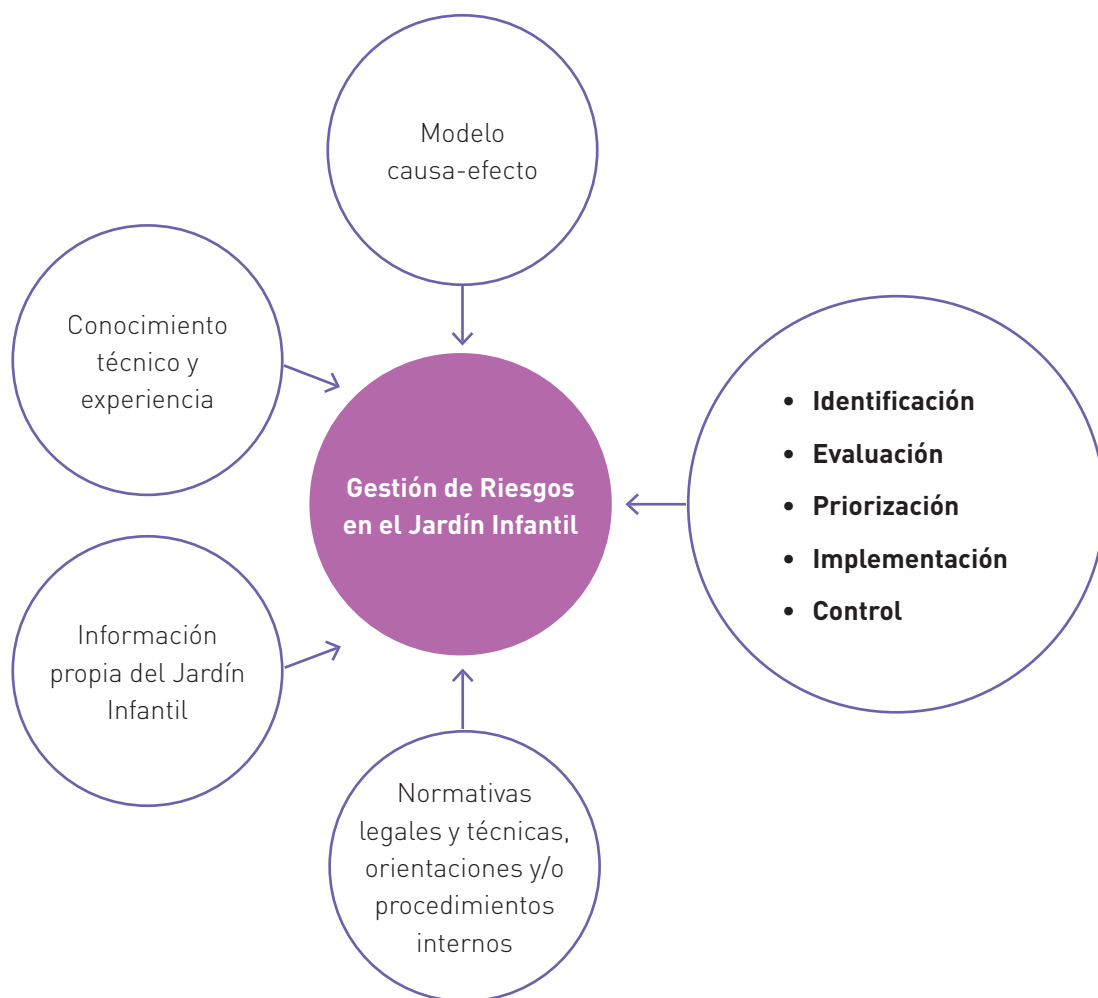 Modelo
causa-efecto
Conocimiento
técnico y
experiencia
Gestión de Riesgos
en el Jardín Infantil
• Identificación
• Evaluación
• Priorización
• Implementación
• Control
Información
propia del Jardín
Infantil
Normativas
legales y técnicas,
orientaciones y/o
procedimientos
internos